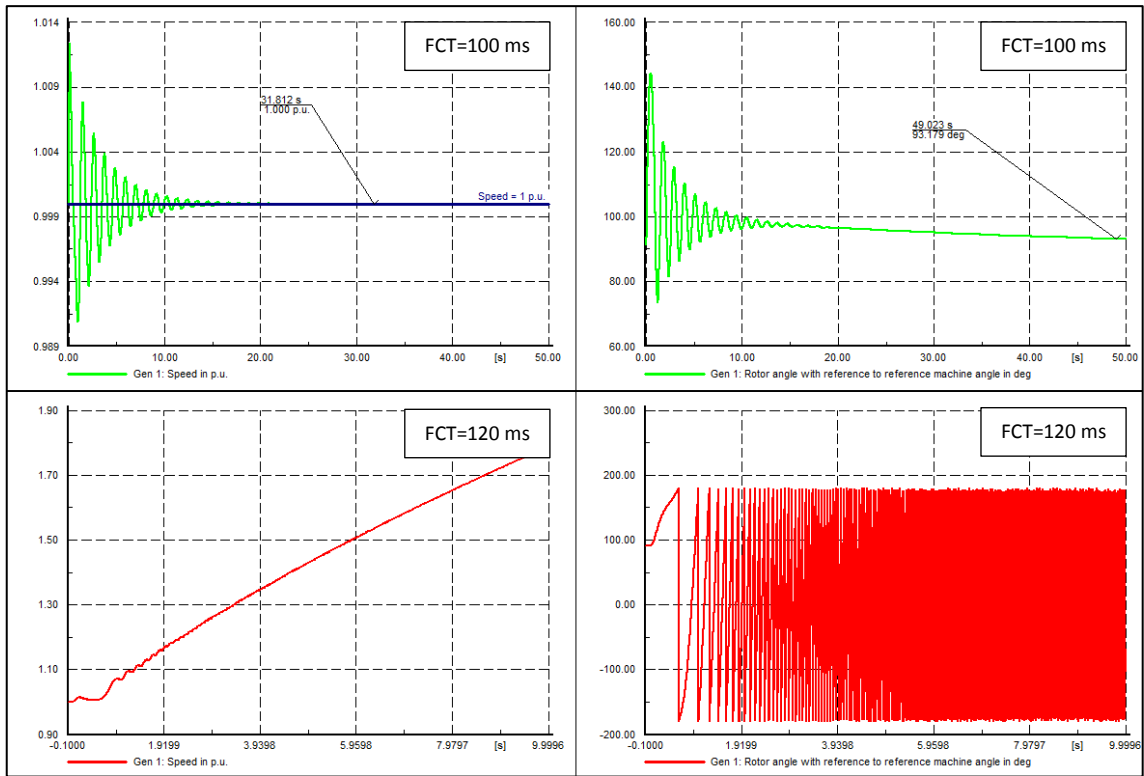 1.014
FCT=100 ms
1.009
31.812 s
1.000 p.u.
1.004
Speed = 1 p.u.
0.999
0.994
0.989
0.00 10.00 20.00 30.00 [s] 50.00
Gen 1: Speed in p.u.
160.00
FCT=100 ms
140.00
49.023 s
93.179 deg
120.00
100.00
80.00
60.00
0.00 10.00 20.00 30.00 [s] 50.00
Gen 1: Rotor angle with reference to reference machine angle in deg
1.90
FCT=120 ms
1.70
1.50
1.30
1.10
0.90
-0.1000 1.9199 3.9398 5.9598 7.9797 [s] 9.9996
Gen 1: Speed in p.u.
300.00
FCT=120 ms
200.00
100.00
0.00
-100.00
-200.00
-0.1000 1.9199 3.9398 5.9598 7.9797 [s] 9.9996
Gen 1: Rotor angle with reference to reference machine angle in deg